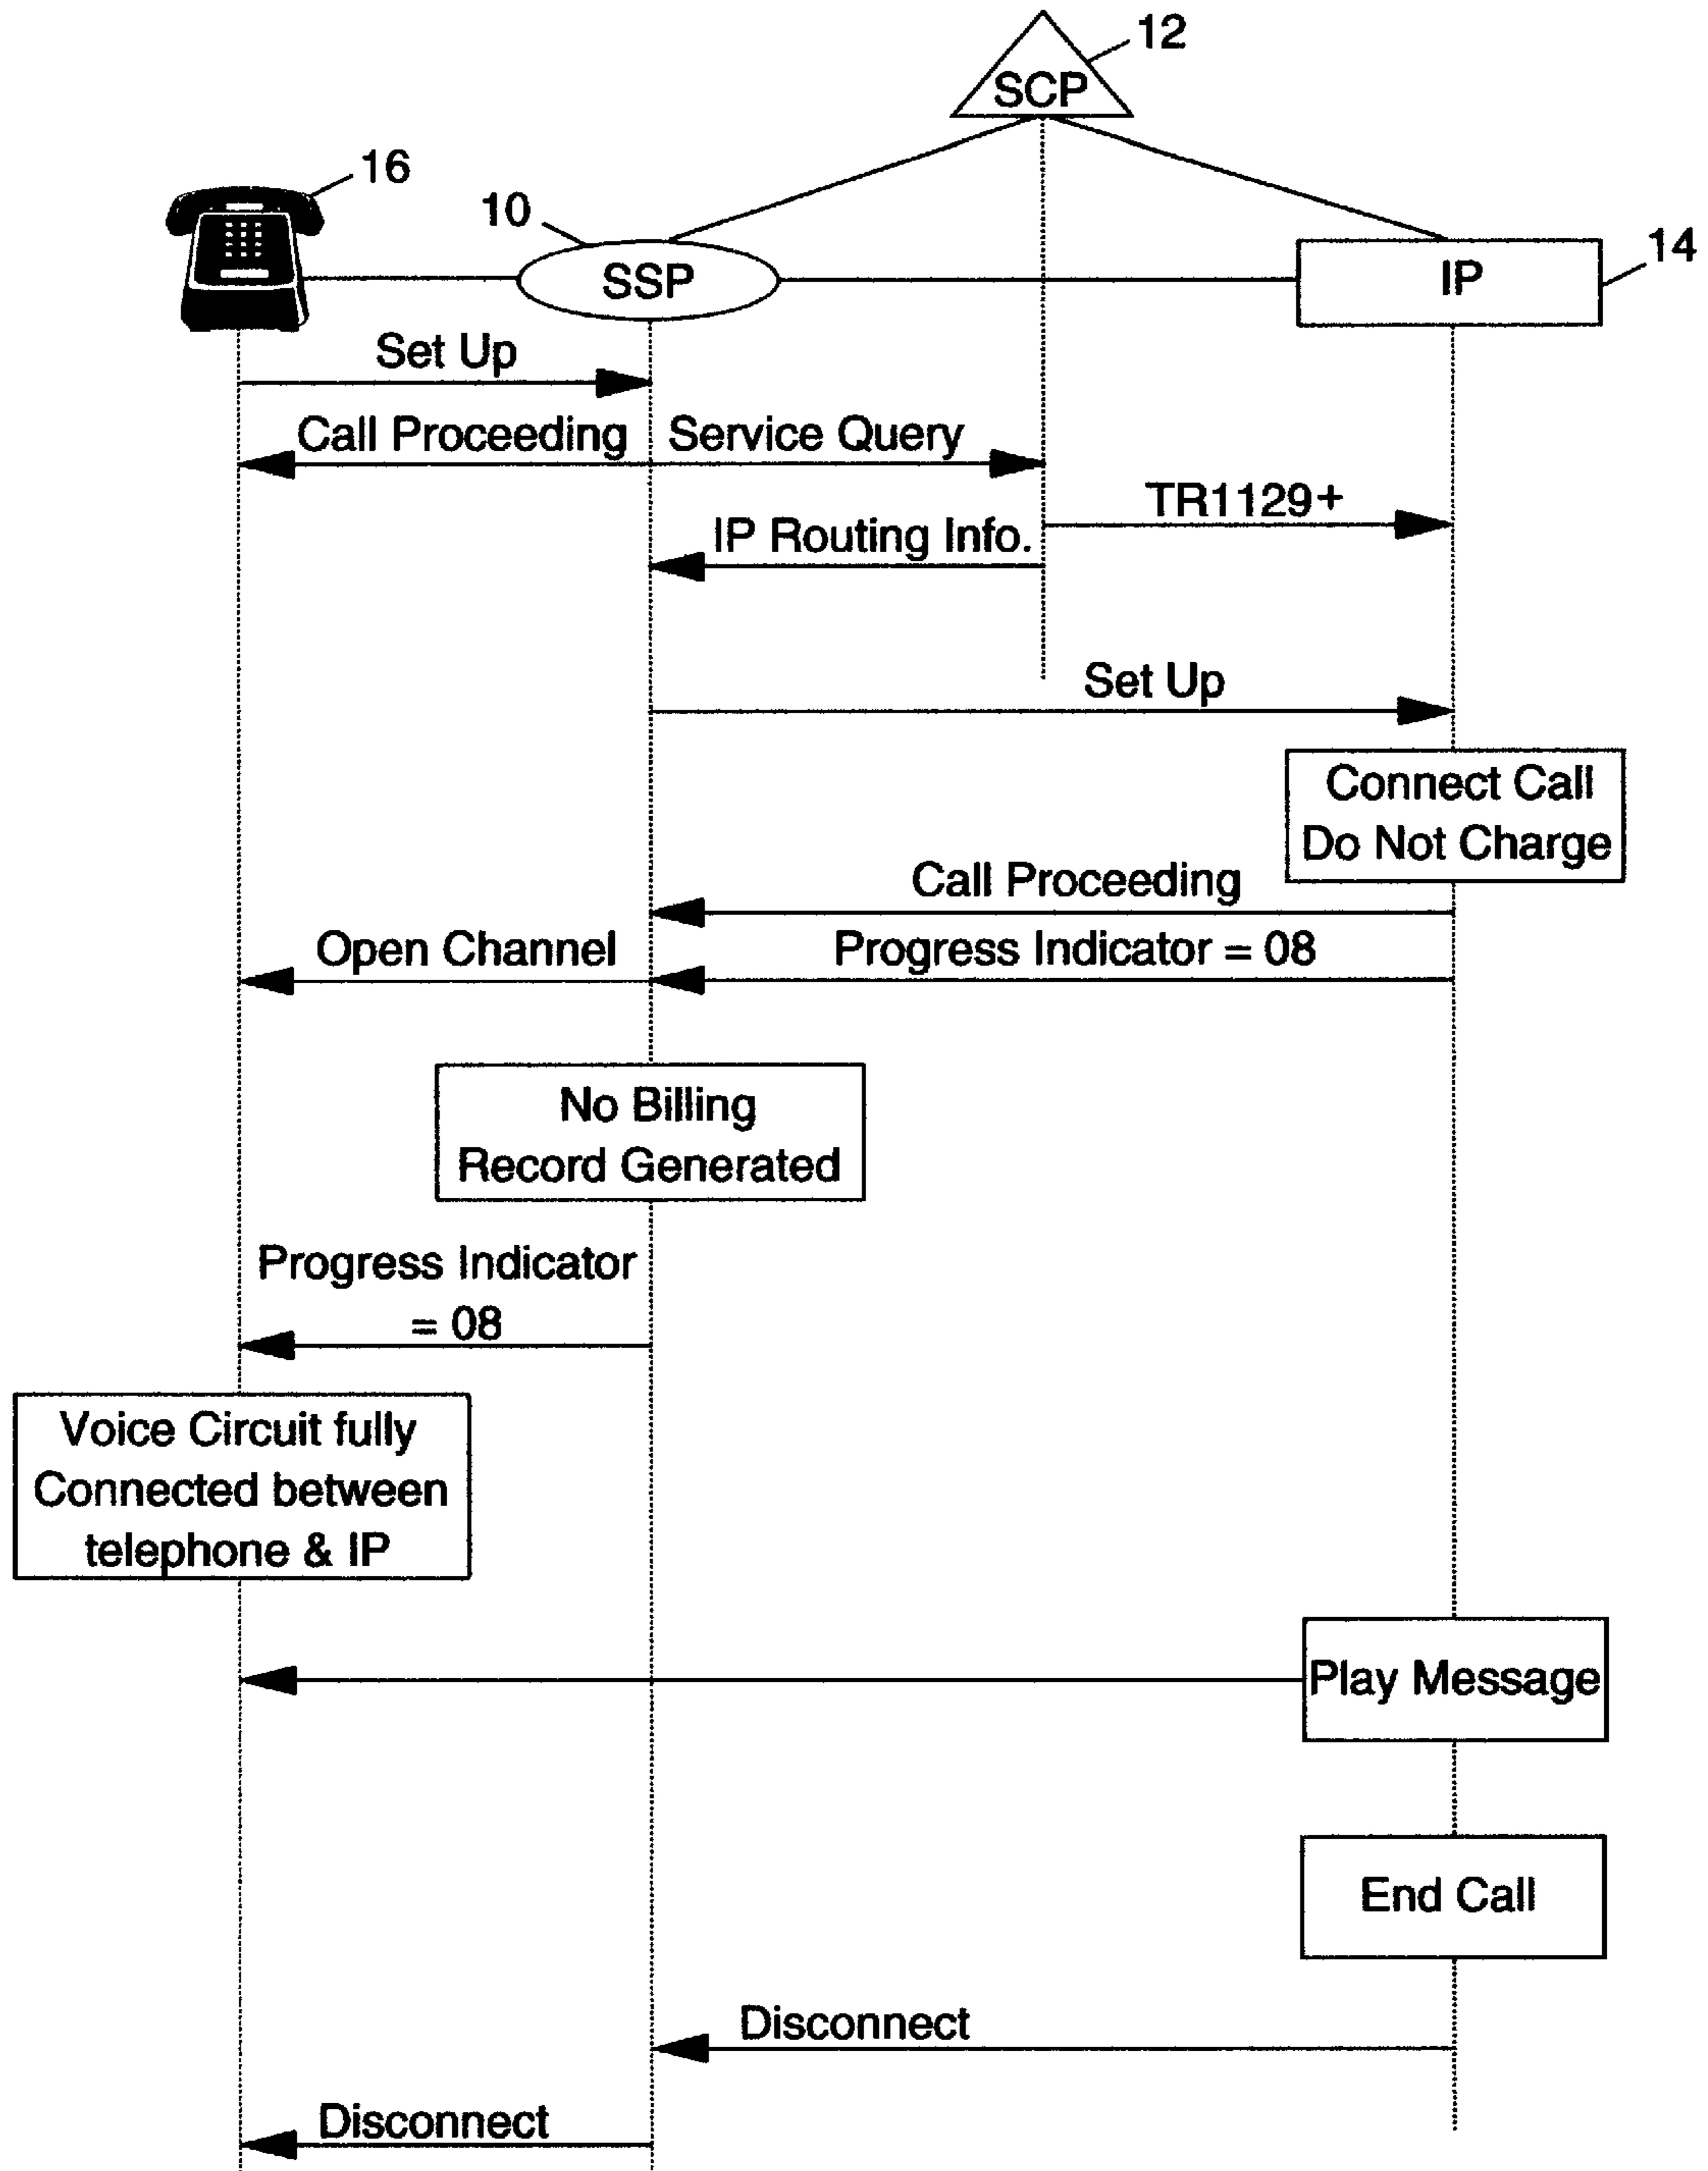 12
SCP
16
10
SSP
14
IP
Set Up
Call Proceeding
Service Query
TR1129+
IP Routing Info.
Set Up
Connect Call
Do Not Charge
Call Proceeding
Open Channel
Progress Indicator = 08
No Billing
Record Generated
Progress Indicator
= 08
Voice Circuit fully
Connected between
telephone & IP
Play Message
End Call
Disconnect
Disconnect